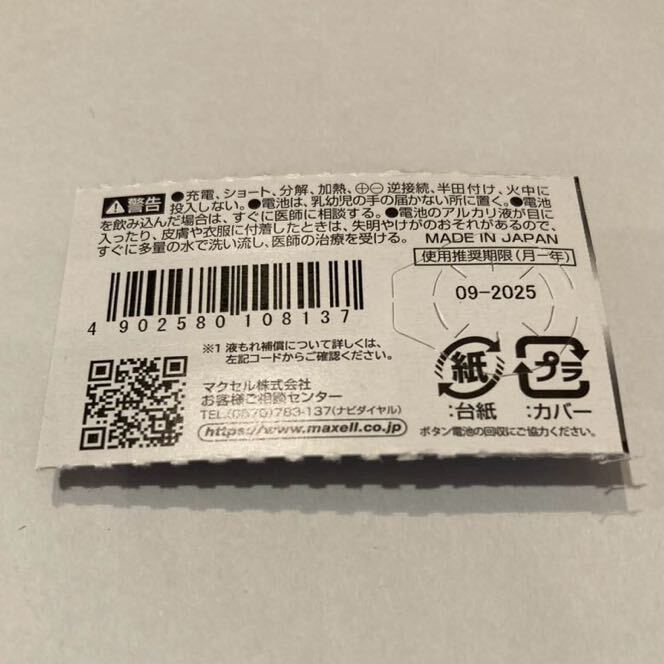 警告 ●充電、ショート、分解、加熱、⊕⊖逆接続、半田付け、火中に
投入しない。●電池は、乳幼児の手の届かない所に置く。●電池
を飲み込んだ場合は、すぐに医師に相談する。●電池のアルカリ液が目に
入ったり、皮膚や衣服に付着したときは、失明やけがのおそれがあるので、
すぐに多量の水で洗い流し、医師の治療を受ける。 MADE IN JAPAN
使用推奨期限(月一年)
09-2025
4 902580 108137
※1 液もれ補償について詳しくは、
左記コードからご確認ください。
マクセル株式会社
お客様ご相談センター
TEL.(0570)783-137(ナビダイヤル)
https://www.maxell.co.jp
紙 プラ
:台紙 :カバー
ボタン電池の回収にご協力ください。